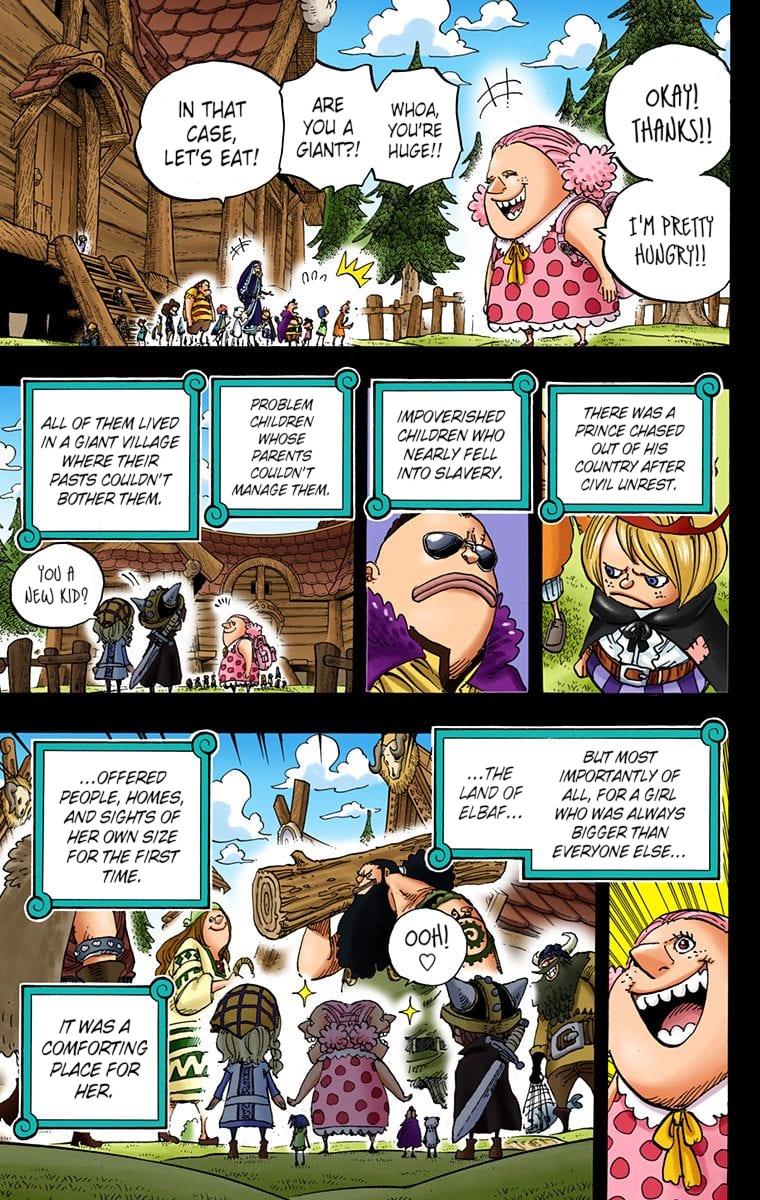 OKAY!
THANKS!!
I'M PRETTY
HUNGRY!!
WHOA,
YOU'RE
HUGE!!
ARE
YOU A
GIANT?!
IN THAT
CASE,
LET'S EAT!
THERE WAS A
PRINCE CHASED
OUT OF HIS
COUNTRY AFTER
CIVIL UNREST.
IMPOVERISHED
CHILDREN WHO
NEARLY FELL
INTO SLAVERY.
PROBLEM
CHILDREN
WHOSE
PARENTS
COULDN'T
MANAGE THEM.
ALL OF THEM LIVED
IN A GIANT VILLAGE
WHERE THEIR
PASTS COULDN'T
BOTHER THEM.
YOU A
NEW KID?
BUT MOST
IMPORTANTLY OF
ALL, FOR A GIRL
WHO WAS ALWAYS
BIGGER THAN
EVERYONE ELSE...
...THE
LAND OF
ELBAF...
...OFFERED
PEOPLE, HOMES,
AND SIGHTS OF
HER OWN SIZE
FOR THE FIRST
TIME.
OOH!
♡
IT WAS A
COMFORTING
PLACE FOR
HER.